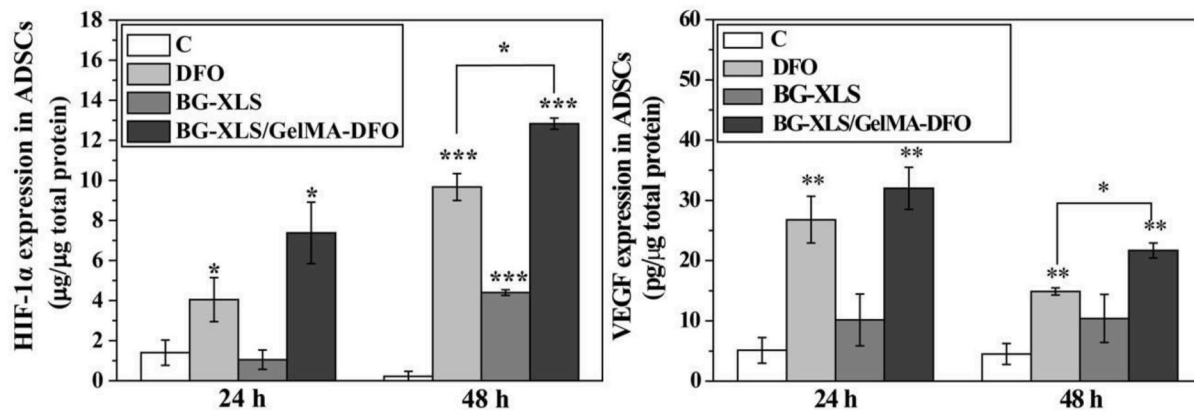 HIF-1α expression in ADSCs
(μg/μg total protein)
18
16
14
12
10
8
6
4
2
0
C
DFO
BG-XLS
BG-XLS/GelMA-DFO
*
***
***
*
*
***
24 h
48 h
VEGF expression in ADSCs
(pg/μg total protein)
60
50
40
30
20
10
0
C
DFO
BG-XLS
BG-XLS/GelMA-DFO
**
**
*
**
**
24 h
48 h